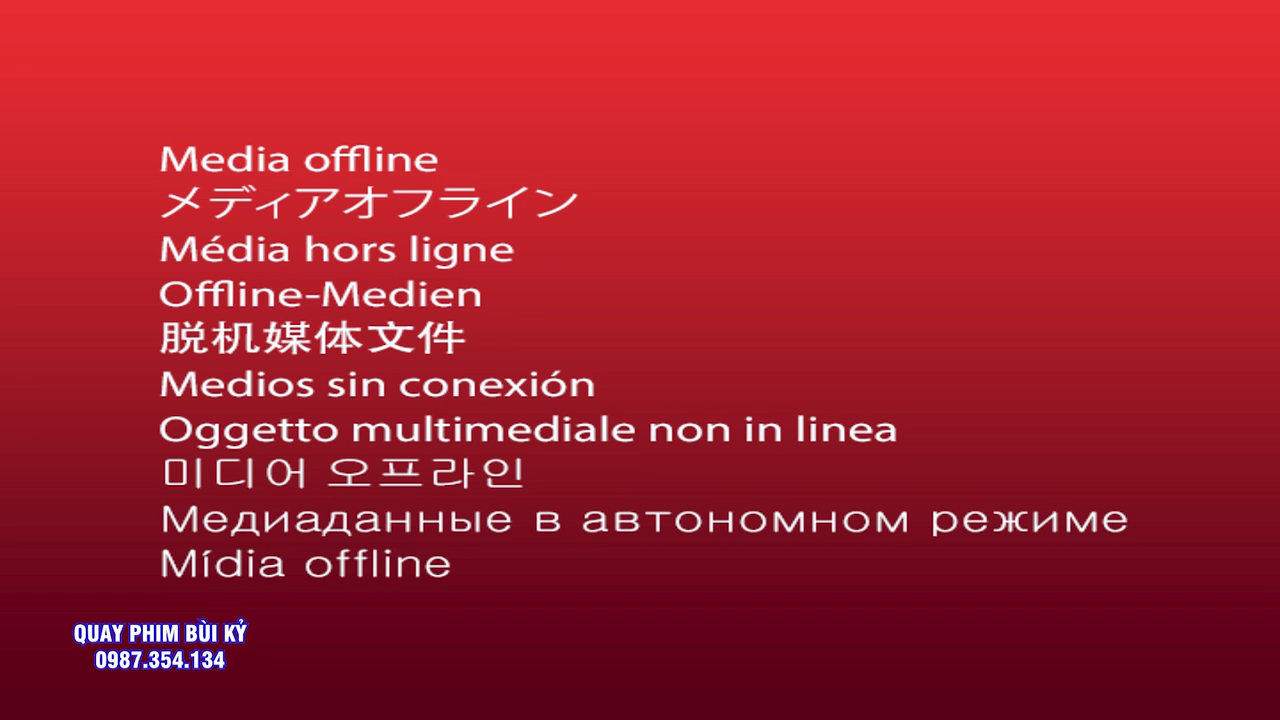 Media offline
メディアオフライン
Média hors ligne
Offline-Medien
脱机媒体文件
Medios sin conexión
Oggetto multimediale non in linea
미디어 오프라인
Медиаданные в автономном режиме
Mídia offline
QUAY PHIM BÙI KỶ
0987.354.134